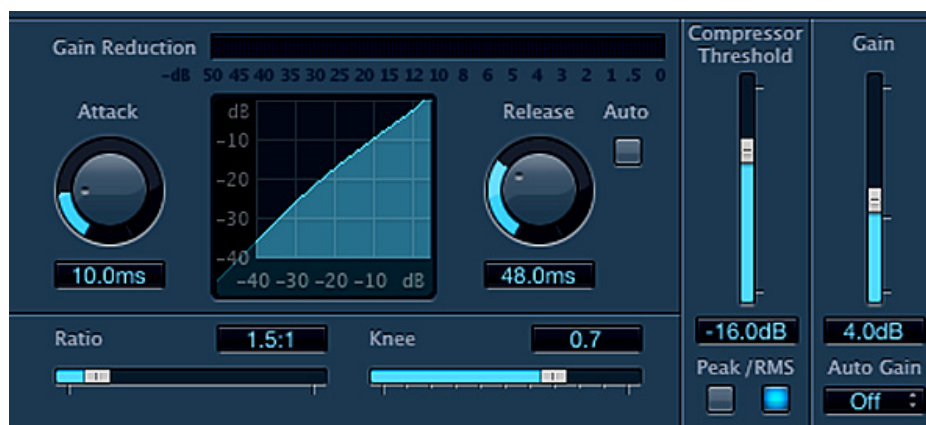 Gain Reduction
-dB 50 45 40 35 30 25 20 15 12 10 8 6 5 4 3 2 1 .5 0
Compressor
Threshold
Gain
Attack
dB
-10
-20
-30
-40
-40 -30 -20 -10 dB
Release
Auto
10.0ms
48.0ms
Ratio
1.5:1
Knee
0.7
-16.0dB
Peak /RMS
4.0dB
Auto Gain
Off